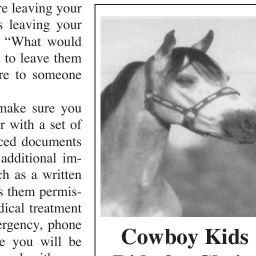 re leaving your
s leaving your
“What would
to leave them
re to someone
make sure you
r with a set of
ced documents
additional im-
ch as a written
s them permis-
dical treatment
ergency, phone
e you will be
Cowboy Kids